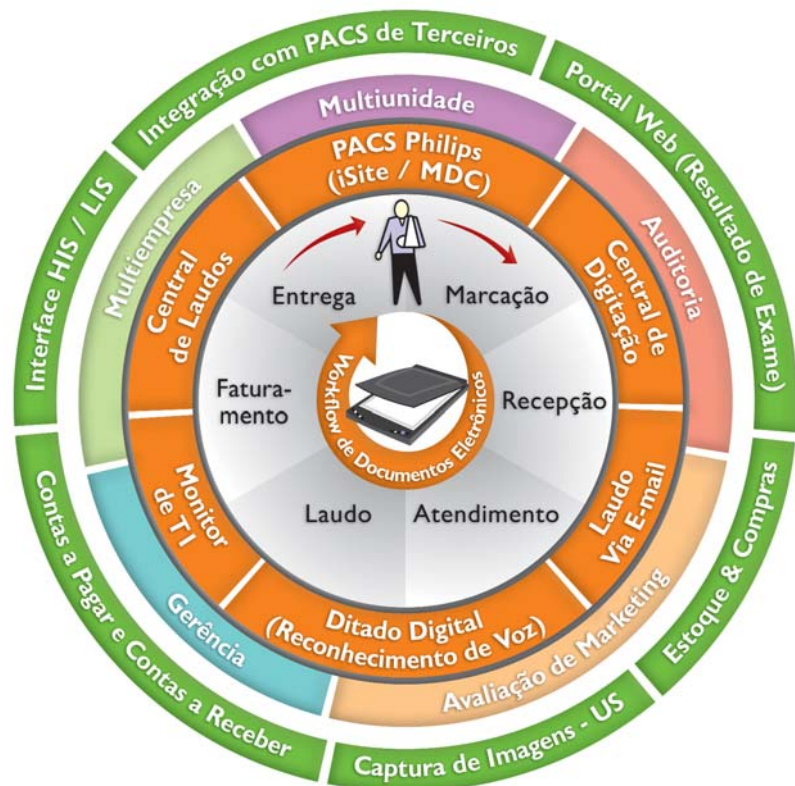 Integração com PACS de Terceiros
Portal Web (Resultado de Exame)
Estoque & Compras
Captura de Imagens - US
Contas a Pagar e Contas a Receber
Interface HIS / LIS
Multiunidade
Auditoria
Avaliação de Marketing
Gerência
Multiempresa
PACS Philips
(iSite / MDC)
Central de
Digitação
Laudo
Via E-mail
Ditado Digital
(Reconhecimento de Voz)
Monitor
de TI
Central
de Laudos
Entrega
Marcação
Recepção
Atendimento
Laudo
Fatura-
mento
Workflow de Documentos Eletrônicos